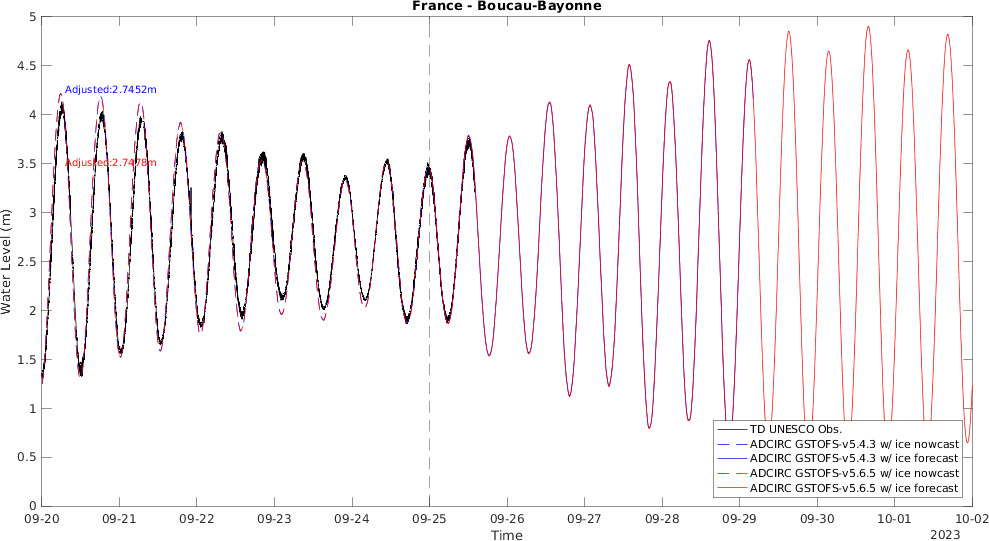 France - Boucau-Bayonne
5
4.5
4
3.5
3
2.5
2
1.5
1
0.5
0
Water Level (m)
Adjusted:2.7452m
Adjusted:2.7478m
TD UNESCO Obs.
ADCIRC GSTOFS-v5.4.3 w/ ice nowcast
ADCIRC GSTOFS-v5.4.3 w/ ice forecast
ADCIRC GSTOFS-v5.6.5 w/ ice nowcast
ADCIRC GSTOFS-v5.6.5 w/ ice forecast
09-20 09-21 09-22 09-23 09-24 09-25 09-26 09-27 09-28 09-29 09-30 10-01 10-02
Time
2023